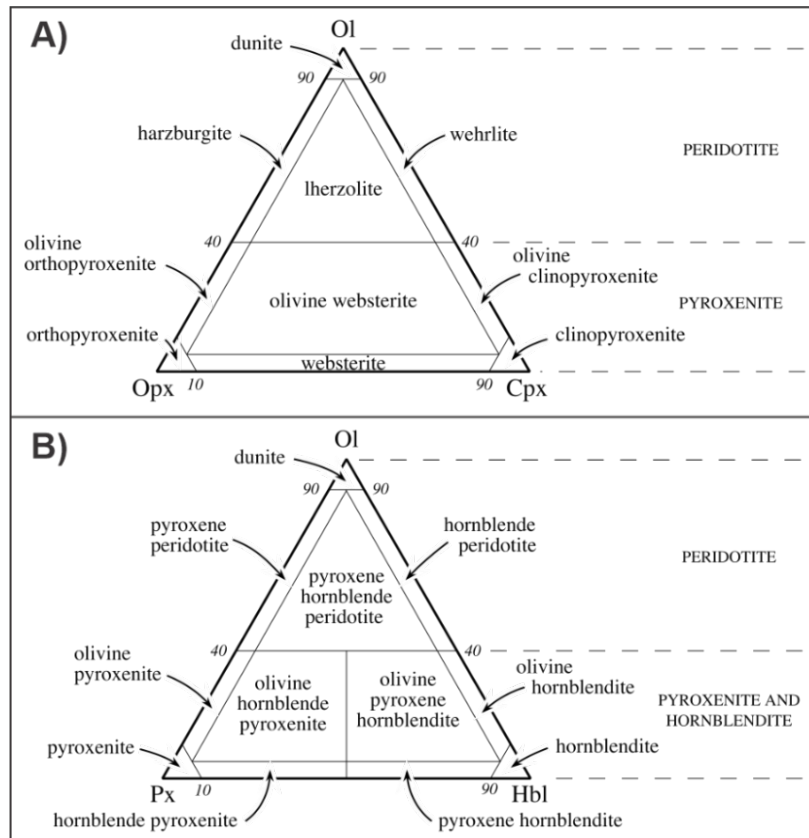 A)
Ol
dunite
90
90
harzburgite
wehrlite
PERIDOTITE
lherzolite
40
40
olivine
orthopyroxenite
olivine
clinopyroxenite
olivine websterite
PYROXENITE
orthopyroxenite
clinopyroxenite
websterite
Opx
10
90
Cpx
B)
Ol
dunite
90
90
pyroxene
peridotite
hornblende
peridotite
PERIDOTITE
pyroxene
hornblende
peridotite
40
40
olivine
pyroxenite
olivine
hornblende
pyroxenite
olivine
pyroxene
hornblendite
olivine
hornblendite
PYROXENITE AND
HORNBLENDITE
pyroxenite
hornblendite
Px
10
90
Hbl
hornblende pyroxenite
pyroxene hornblendite